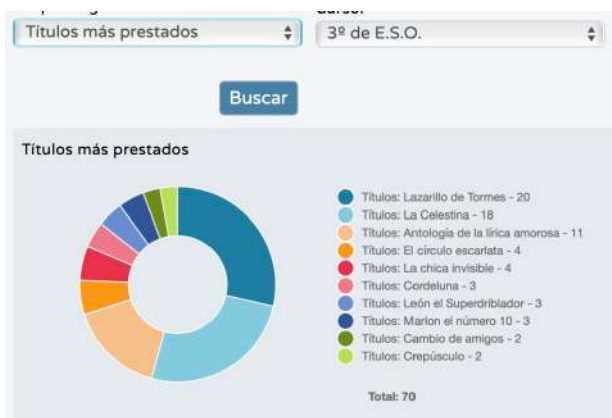 Títulos más prestados
3º de E.S.O.
Buscar
Títulos más prestados
Títulos: Lazarillo de Tormes - 20
Títulos: La Celestina - 18
Títulos: Antología de la lírica amorosa - 11
Títulos: El círculo escarlata - 4
Títulos: La chica invisible - 4
Títulos: Cordeluna - 3
Títulos: León el Superdriblador - 3
Títulos: Marlon el número 10 - 3
Títulos: Cambio de amigos - 2
Títulos: Crepúsculo - 2
Total: 70